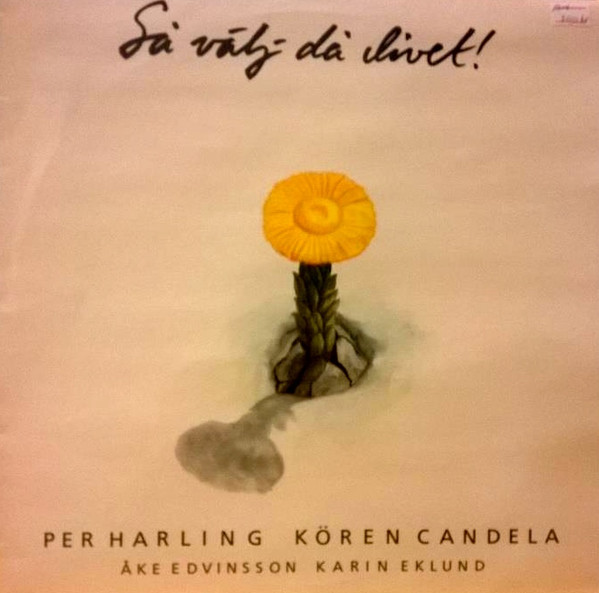 Så välj då livet!
PER HARLING KÖREN CANDELA
ÅKE EDVINSSON KARIN EKLUND